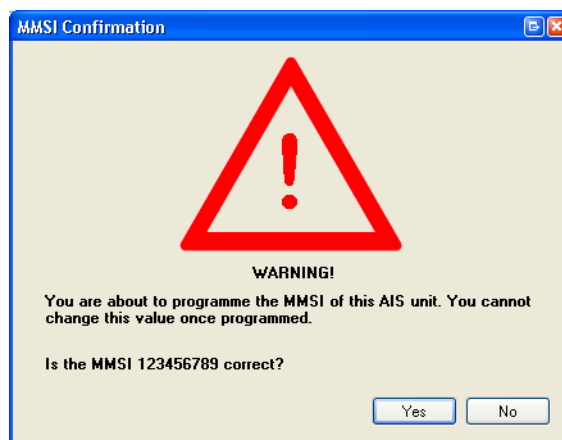 MMSI Confirmation
WARNING!
You are about to programme the MMSI of this AIS unit. You cannot
change this value once programmed.
Is the MMSI 123456789 correct?
Yes
No